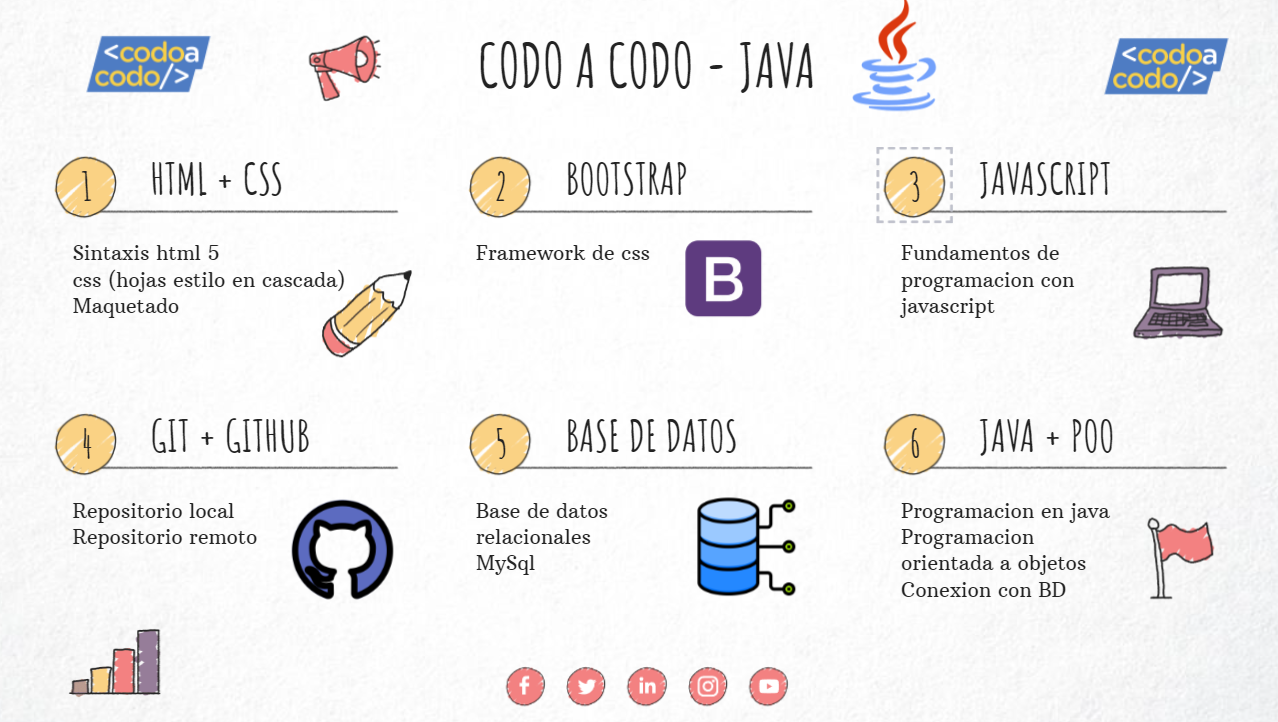 <codoa
codo/>
CODO A CODO - JAVA
<codoa
codo/>
1 HTML + CSS
Sintaxis html 5
css (hojas estilo en cascada)
Maquetado
2 BOOTSTRAP
Framework de css
B
3 JAVASCRIPT
Fundamentos de
programacion con
javascript
4 GIT + GITHUB
Repositorio local
Repositorio remoto
5 BASE DE DATOS
Base de datos
relacionales
MySql
6 JAVA + POO
Programacion en java
Programacion
orientada a objetos
Conexion con BD
f
in